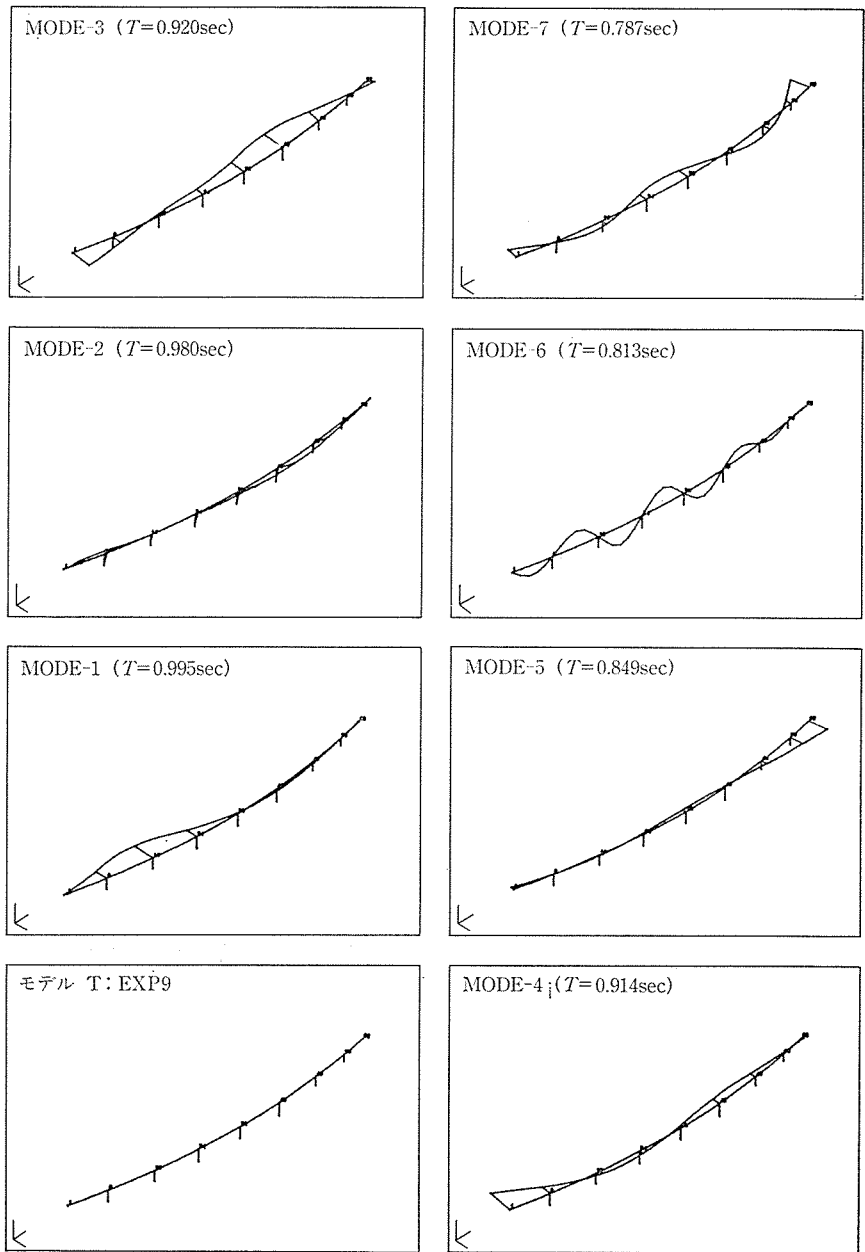 MODE-3 (T=0.920sec)
MODE-7 (T=0.787sec)
MODE-2 (T=0.980sec)
MODE-6 (T=0.813sec)
MODE-1 (T=0.995sec)
MODE-5 (T=0.849sec)
モデル T:EXP9
MODE-4 (T=0.914sec)